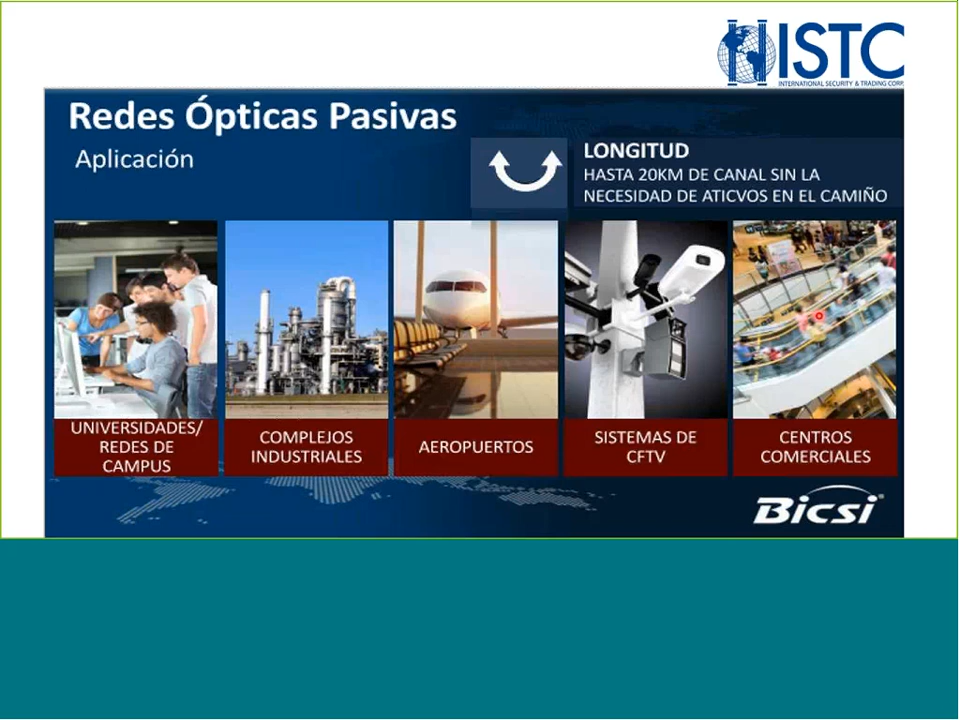 ISTC
INTERNATIONAL SECURITY & TRADING CORP.
Redes Ópticas Pasivas
Aplicación
LONGITUD
HASTA 20KM DE CANAL SIN LA
NECESIDAD DE ATICVOS EN EL CAMIÑO
UNIVERSIDADES/
REDES DE
CAMPUS
COMPLEJOS
INDUSTRIALES
AEROPUERTOS
SISTEMAS DE
CFTV
CENTROS
COMERCIALES
Bicsi®